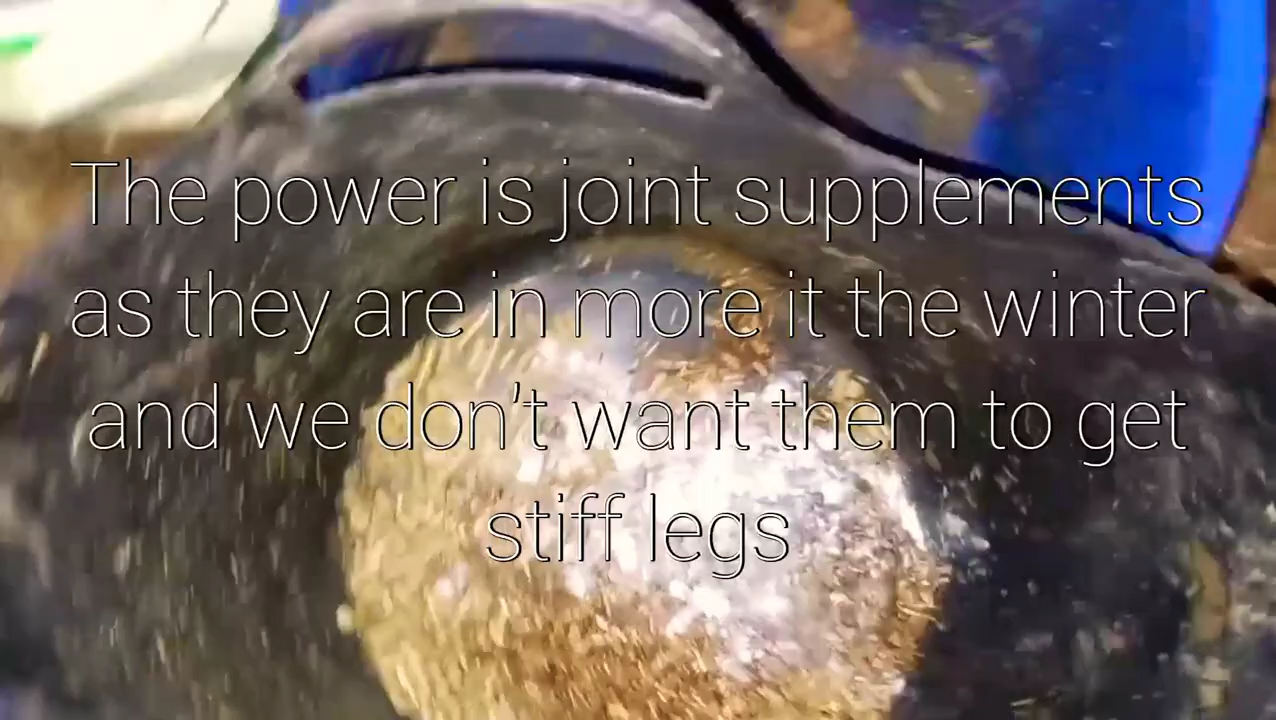 The power is joint supplements
as they are in more it the winter
and we don't want them to get
stiff legs